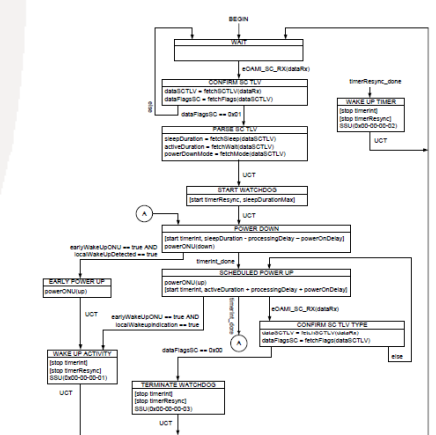 BEGIN
WAIT
eOAMI_SC_RX(dataRx)
CONFIRM SC TLV
dataSCTLV = fetchSCTLV(dataRx)
dataFlagsSC = fetchFlags(dataSCTLV)
else
dataFlagsSC == 0x01
timerResync_done
WAKE UP TIMER
[stop timerInt]
[stop timerResync]
SSU(0x00-00-00-02)
UCT
PARSE SC TLV
sleepDuration = fetchSleep(dataSCTLV)
activeDuration = fetchWait(dataSCTLV)
powerDownMode = fetchMode(dataSCTLV)
UCT
START WATCHDOG
[start timerResync, sleepDurationMax]
A
UCT
POWER DOWN
[start timerInt, sleepDuration - processingDelay – powerOnDelay]
powerONU(down)
earlyWakeUpONU == true AND
localWakeUpDetected == true
timerInt_done
EARLY POWER UP
powerONU(up)
UCT
SCHEDULED POWER UP
powerONU(up)
[start timerInt, activeDuration + processingDelay + powerOnDelay]
earlyWakeUpONU == true AND
localWakeupIndication == true
timerInt_done
A
eOAMI_SC_RX(dataRx)
CONFIRM SC TLV TYPE
dataSCTLV = fetchSCTLV(dataRx)
dataFlagsSC = fetchFlags(dataSCTLV)
else
dataFlagsSC == 0x00
WAKE UP ACTIVITY
[stop timerInt]
[stop timerResync]
SSU(0x00-00-00-01)
UCT
TERMINATE WATCHDOG
[stop timerInt]
[stop timerResync]
SSU(0x00-00-00-03)
UCT